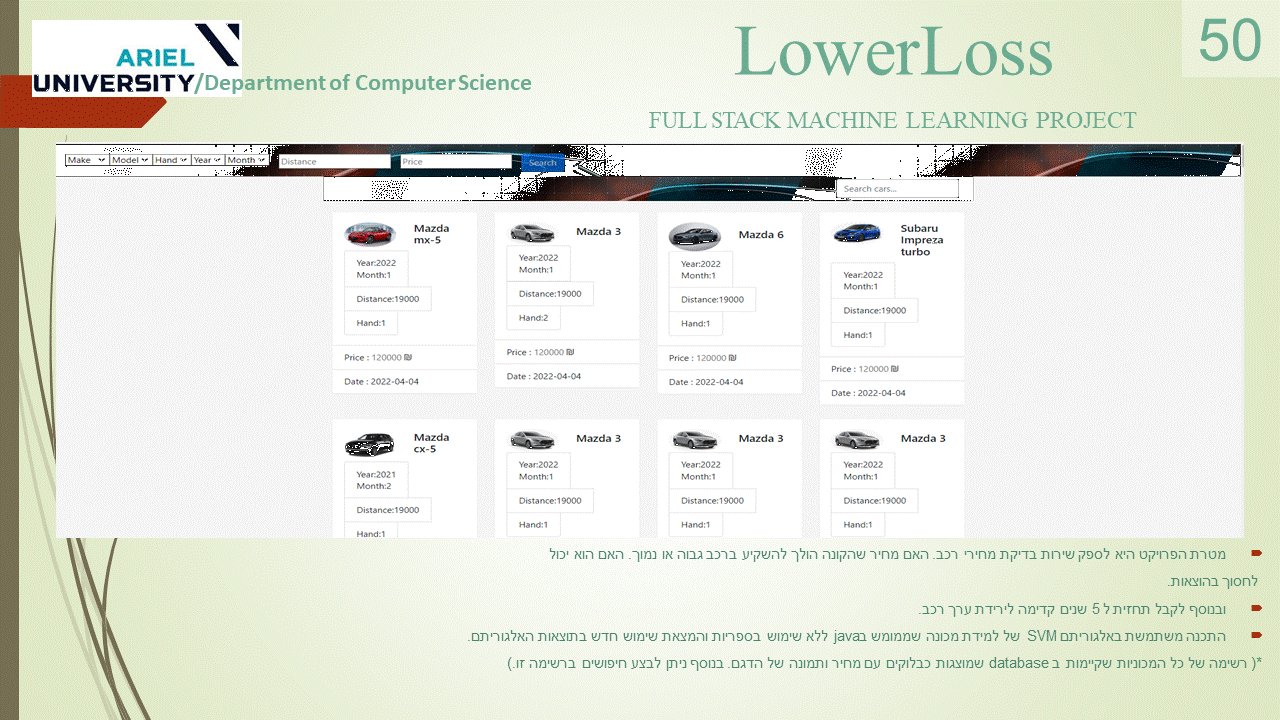 ARIEL
UNIVERSITY/Department of Computer Science
LowerLoss
50
FULL STACK MACHINE LEARNING PROJECT
Make Model Hand Year Month Distance Price Search
Search cars...
Mazda mx-5
Year:2022
Month:1
Distance:19000
Hand:1
Price : 120000 ₪
Date : 2022-04-04
Mazda 3
Year:2022
Month:1
Distance:19000
Hand:2
Price : 120000 ₪
Date : 2022-04-04
Mazda 6
Year:2022
Month:1
Distance:19000
Hand:1
Price : 120000 ₪
Date : 2022-04-04
Subaru
Impreza
turbo
Year:2022
Month:1
Distance:19000
Hand:1
Price : 120000 ₪
Date : 2022-04-04
Mazda
cx-5
Year:2021
Month:2
Distance:19000
Hand:1
Mazda 3
Year:2022
Month:1
Distance:19000
Hand:1
Mazda 3
Year:2022
Month:1
Distance:19000
Hand:1
Mazda 3
Year:2022
Month:1
Distance:19000
Hand:1
מטרת הפרויקט היא לספק שירות בדיקת מחירי רכב. האם מחיר שהקונה הולך להשקיע ברכב גבוה או נמוך. האם הוא יכול
לחסוך בהוצאות.
ובנוסף לקבל תחזית ל 5 שנים קדימה לירידת ערך רכב.
התכנה משתמשת באלגוריתם SVM של למידת מכונה שממומש בjava ללא שימוש בספריות והמצאת שימוש חדש בתוצאות האלגוריתם.
*( רשימה של כל המכוניות שקיימות ב database שמוצגות כבלוקים עם מחיר ותמונה של הדגם. בנוסף ניתן לבצע חיפושים ברשימה זו.)